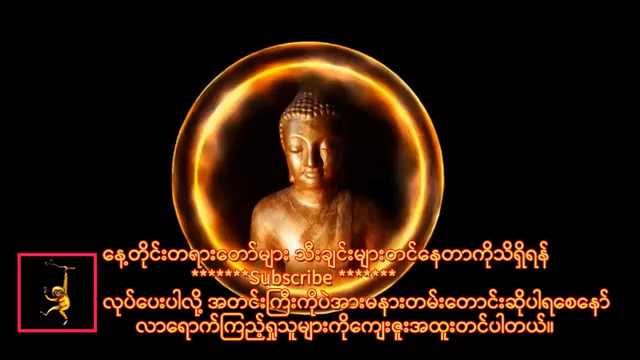 နေ့တိုင်းတရားတော်များ သီးချင်းများတင်နေတာကိုသိရှိရန်
*******Subscribe *******
လုပ်ပေးပါလို့ အတင်းကြီးကိုပဲအားမနားတမ်းတောင်းဆိုပါရစေနော်
လာရောက်ကြည့်ရှုသူများကိုကျေးဇူးအထူးတင်ပါတယ်။